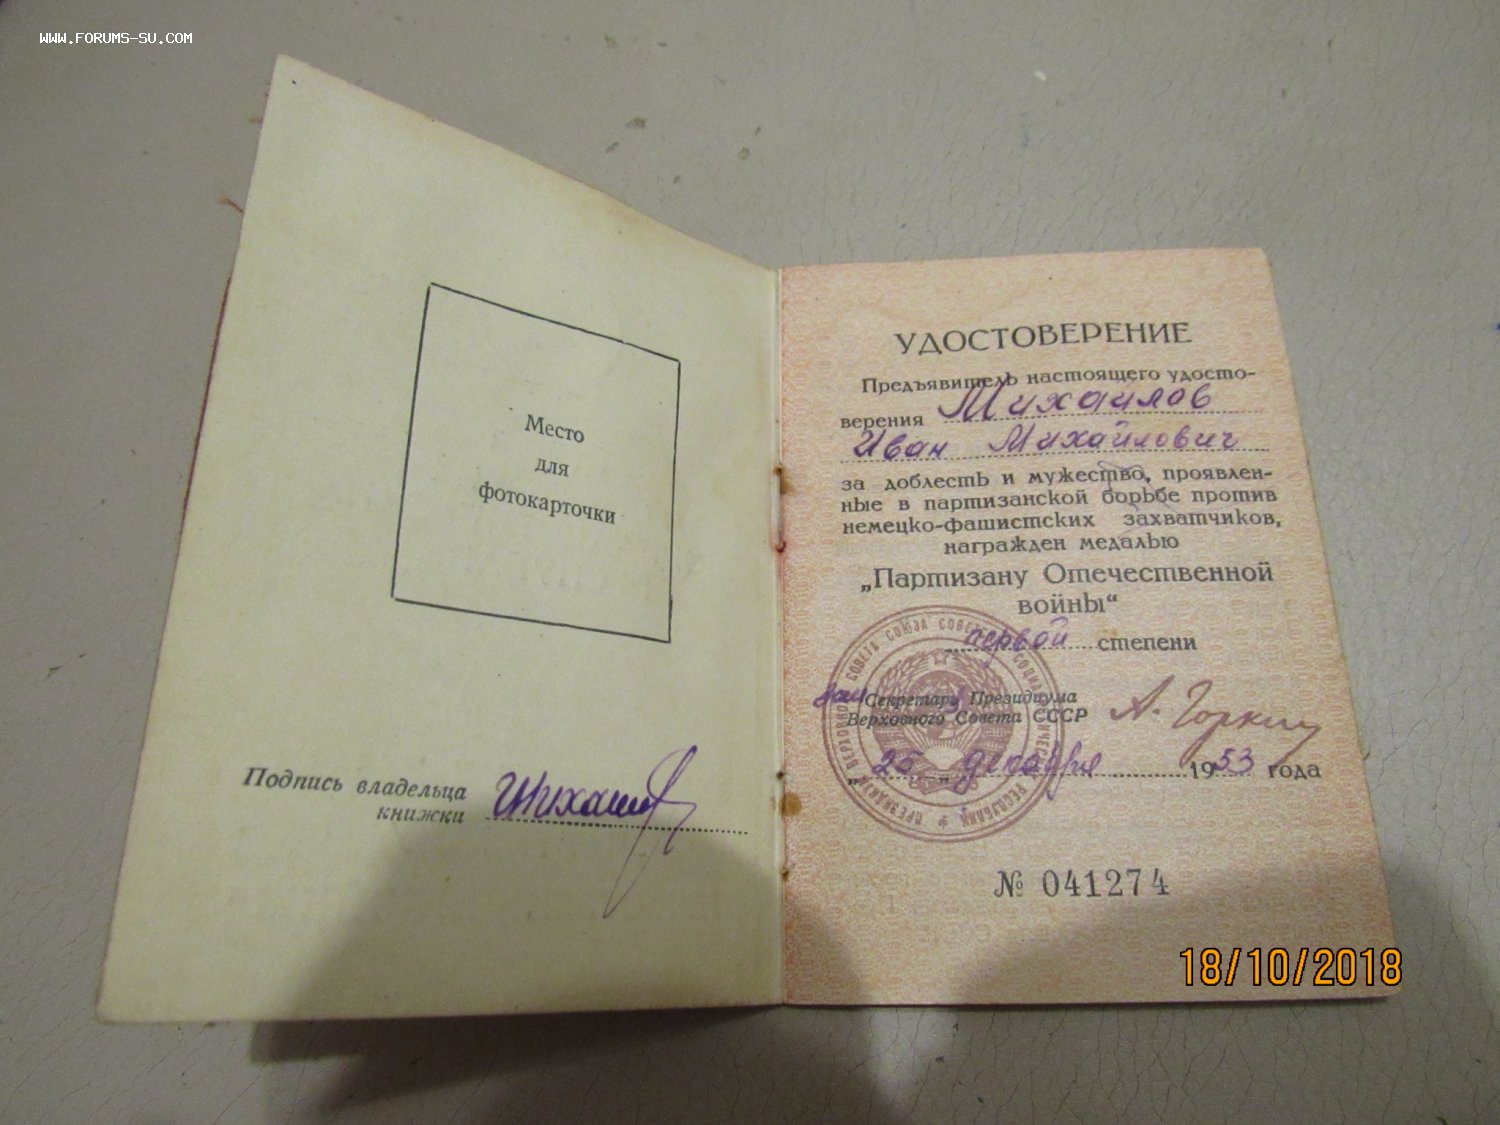 WWW.FORUMS-SU.COM
Место
для
фотокарточки
Подпись владельца
книжки
УДОСТОВЕРЕНИЕ
Предъявитель настоящего удосто-
верения Михайлов
Иван Михайлович
за доблесть и мужество, проявлен-
ные в партизанской борьбе против
немецко-фашистских захватчиков,
награжден медалью
„Партизану Отечественной
войны“
первой степени
зам Секретарь Президиума
Верховного Совета СССР А. Горкин
„25„ декабря 1953 года
№ 041274
18/10/2018